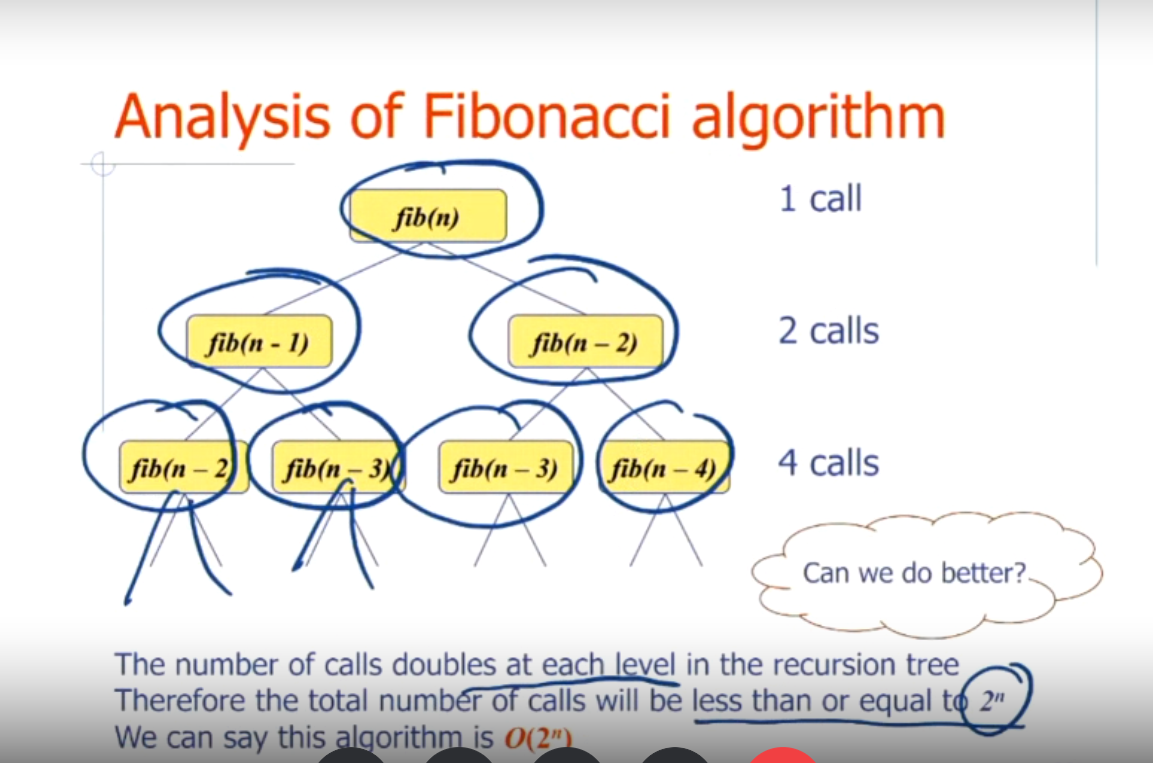 Analysis of Fibonacci algorithm
fib(n)
1 call
fib(n - 1)
fib(n – 2)
2 calls
fib(n – 2)
fib(n – 3)
fib(n – 3)
fib(n – 4)
4 calls
Can we do better?
The number of calls doubles at each level in the recursion tree
Therefore the total number of calls will be less than or equal to 2ⁿ
We can say this algorithm is O(2ⁿ)